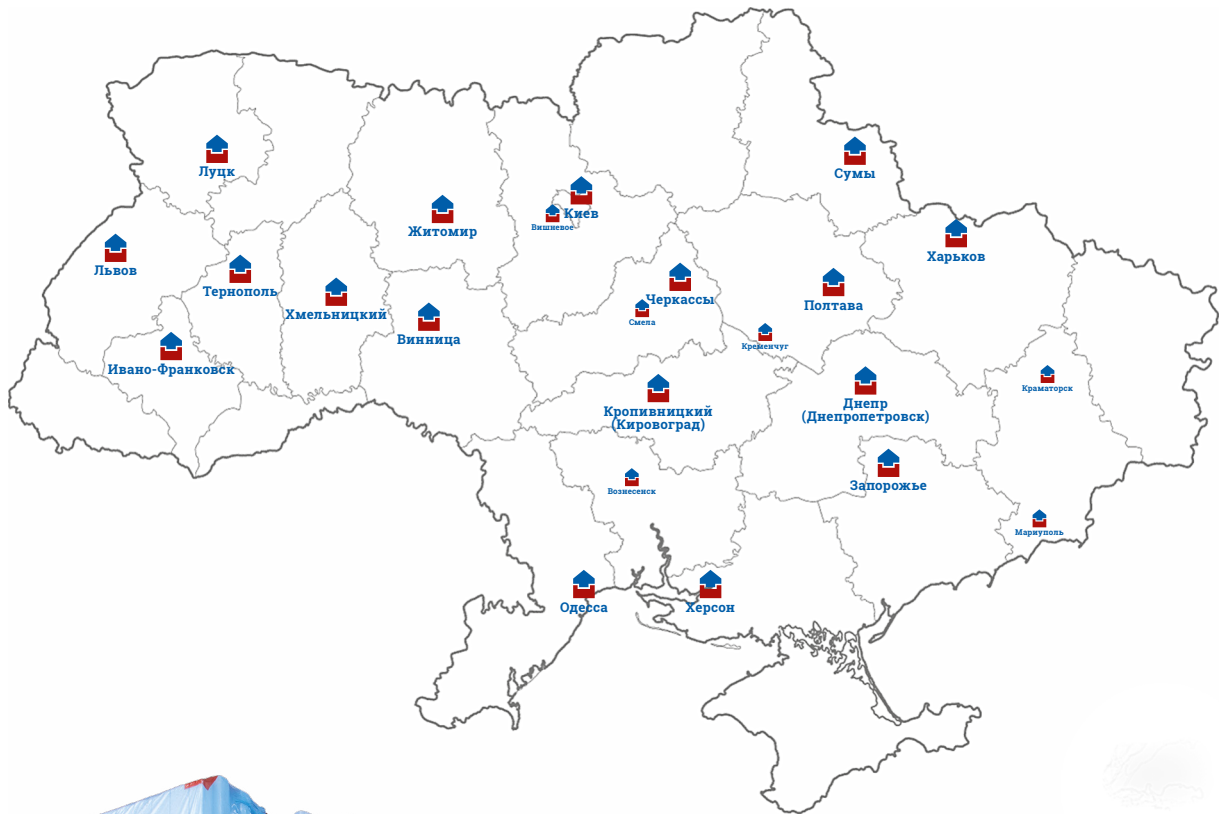 Луцк
Сумы
Житомир
Киев
Вишневое
Харьков
Львов
Тернополь
Хмельницкий
Черкассы
Полтава
Смела
Винница
Кременчуг
Ивано-Франковск
Краматорск
Кропивницкий
(Кировоград)
Днепр
(Днепропетровск)
Запорожье
Вознесенск
Мариуполь
Одесса
Херсон